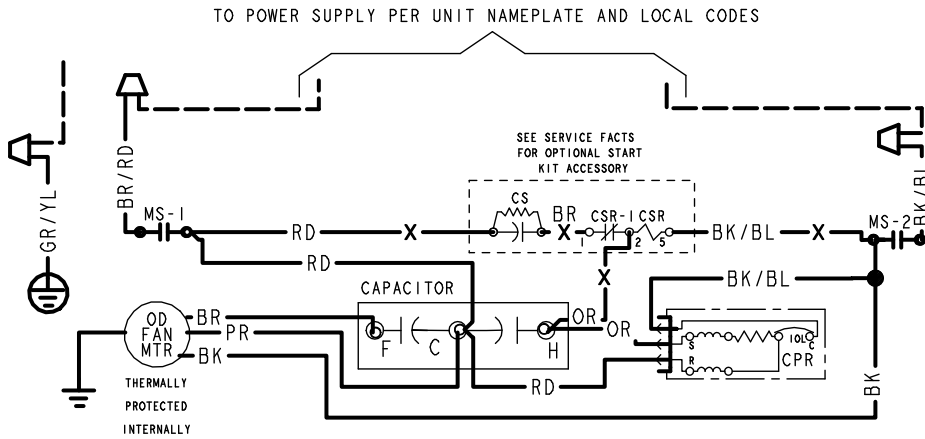 TO POWER SUPPLY PER UNIT NAMEPLATE AND LOCAL CODES
SEE SERVICE FACTS
FOR OPTIONAL START
KIT ACCESSORY
BR/RD
GR/YL
BK/BL
MS-1
RD
X
CS
BR
X
CSR-1
CSR
2
5
BK/BL
X
MS-2
RD
X
BK/BL
CAPACITOR
OD
FAN
MTR
BR
PR
BK
F
C
H
OR
OR
S
R
IOL
C
CPR
RD
BK
THERMALLY
PROTECTED
INTERNALLY